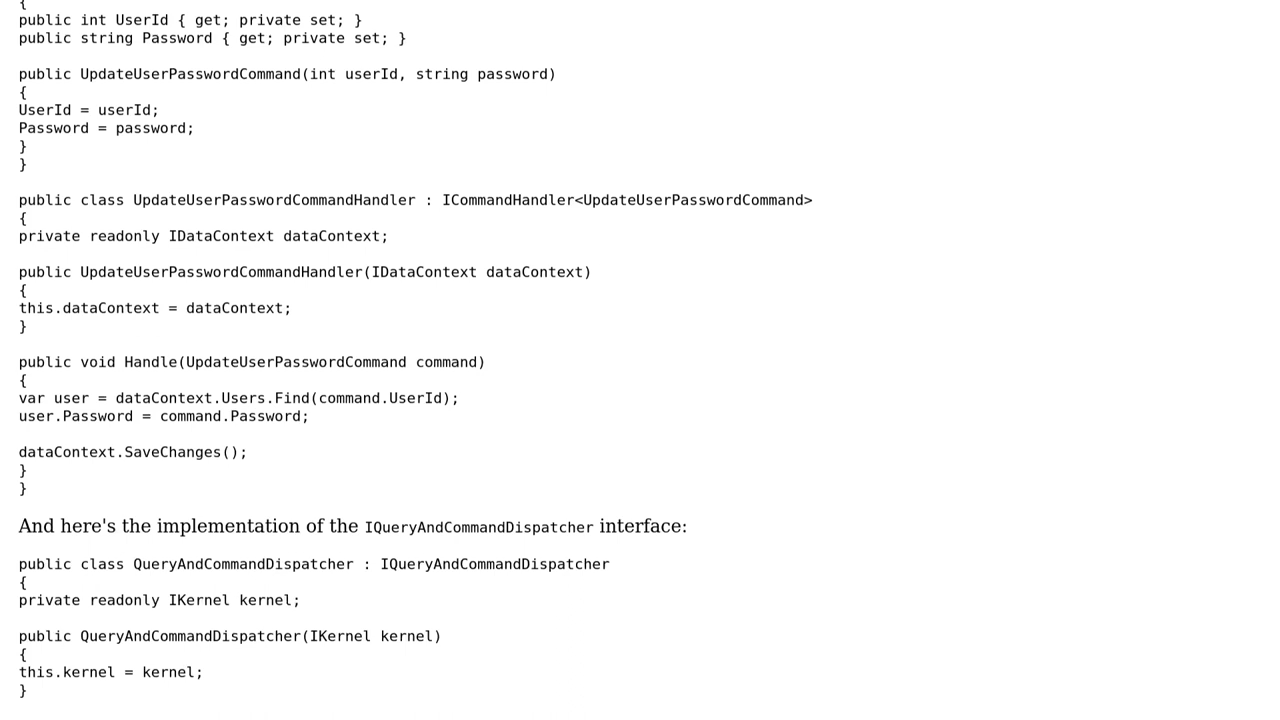 {
public int UserId { get; private set; }
public string Password { get; private set; }
public UpdateUserPasswordCommand(int userId, string password)
{
UserId = userId;
Password = password;
}
}
public class UpdateUserPasswordCommandHandler : ICommandHandler<UpdateUserPasswordCommand>
{
private readonly IDataContext dataContext;
public UpdateUserPasswordCommandHandler(IDataContext dataContext)
{
this.dataContext = dataContext;
}
public void Handle(UpdateUserPasswordCommand command)
{
var user = dataContext.Users.Find(command.UserId);
user.Password = command.Password;
dataContext.SaveChanges();
}
}
And here's the implementation of the IQueryAndCommandDispatcher interface:
public class QueryAndCommandDispatcher : IQueryAndCommandDispatcher
{
private readonly IKernel kernel;
public QueryAndCommandDispatcher(IKernel kernel)
{
this.kernel = kernel;
}